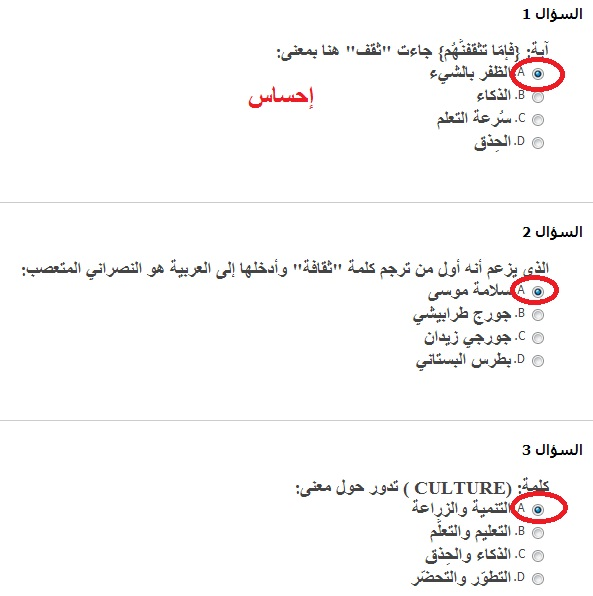 السؤال 1
آية: {فإمّا تثقفنّهُم} جاءت "ثقف" هنا بمعنى:
A. الظفر بالشيء
B. الذكاء
إحساس
C. سُرعة التعلم
D. الحِذق
السؤال 2
الذي يزعم أنه أول من ترجم كلمة "ثقافة" وأدخلها إلى العربية هو النصراني المتعصب:
A. سلامة موسى
B. جورج طرابيشي
C. جورجي زيدان
D. بطرس البستاني
السؤال 3
كلمة: (CULTURE ) تدور حول معنى:
A. التنمية والزراعة
B. التعليم والتعلّم
C. الذكاء والحِذق
D. التطوّر والتحضّر